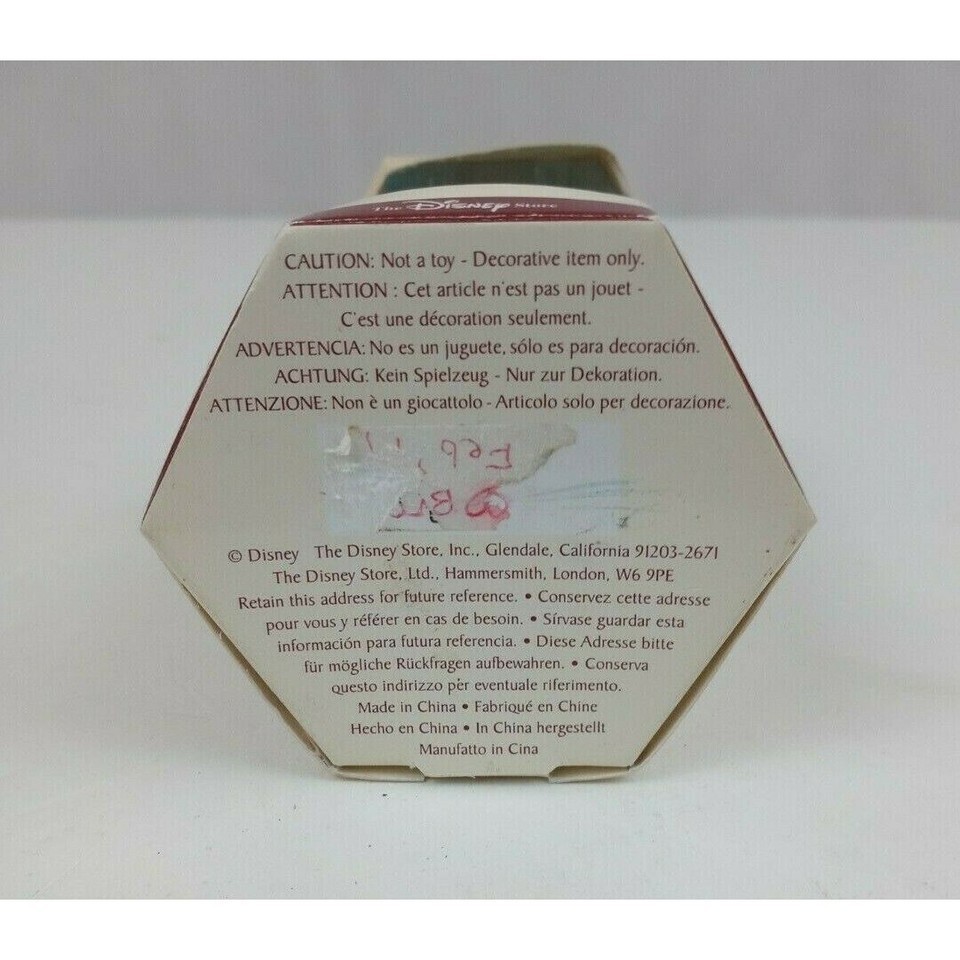 The Disney Store
CAUTION: Not a toy - Decorative item only.
ATTENTION : Cet article n'est pas un jouet -
C'est une décoration seulement.
ADVERTENCIA: No es un juguete, sólo es para decoración.
ACHTUNG: Kein Spielzeug - Nur zur Dekoration.
ATTENZIONE: Non è un giocattolo - Articolo solo per decorazione.
© Disney The Disney Store, Inc., Glendale, California 91203-2671
The Disney Store, Ltd., Hammersmith, London, W6 9PE
Retain this address for future reference. • Conservez cette adresse
pour vous y référer en cas de besoin. • Sírvase guardar esta
información para futura referencia. • Diese Adresse bitte
für mögliche Rückfragen aufbewahren. • Conserva
questo indirizzo per eventuale riferimento.
Made in China • Fabriqué en Chine
Hecho en China • In China hergestellt
Manufatto in Cina